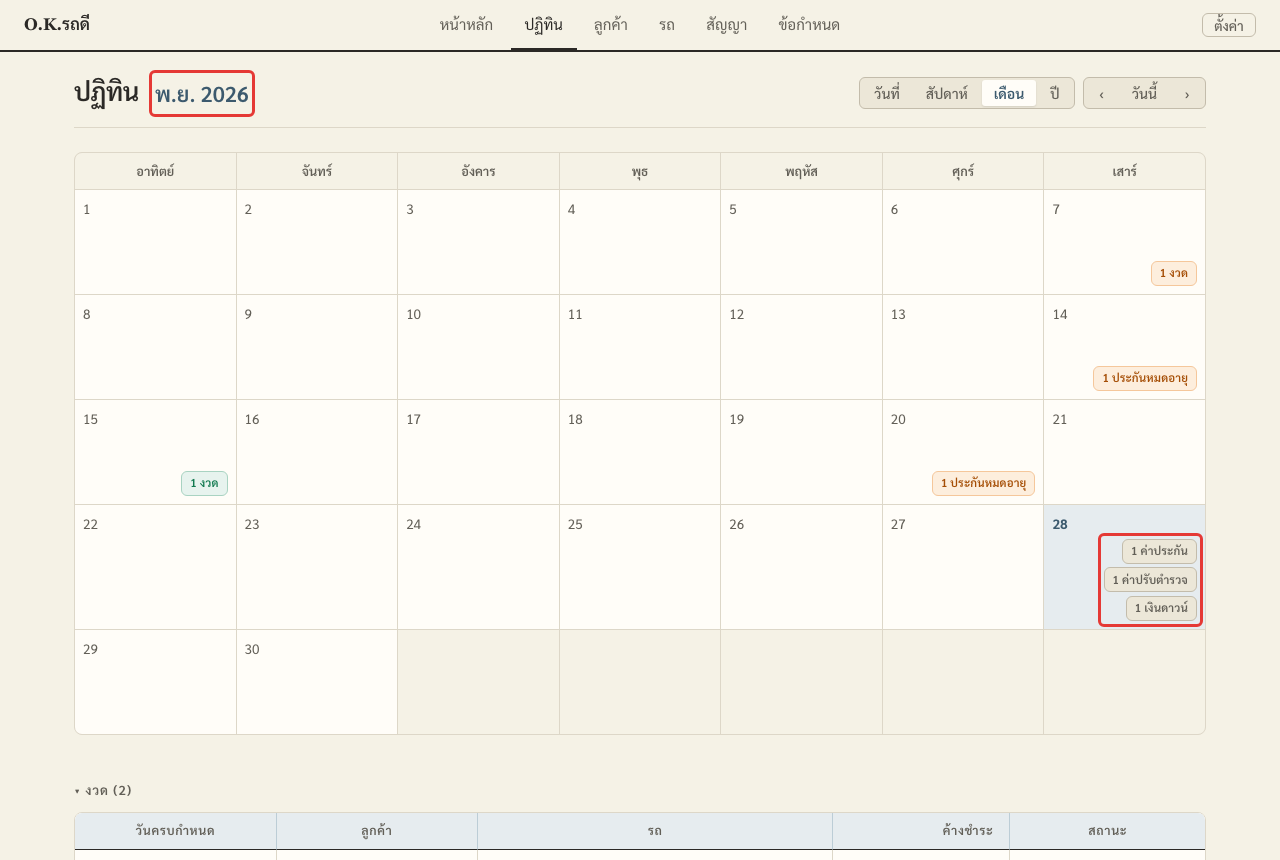 O.K.รถดี
หน้าหลัก ปฏิทิน ลูกค้า รถ สัญญา ข้อกำหนด
ตั้งค่า
ปฏิทิน พ.ย. 2026
วันที่ สัปดาห์ เดือน ปี
‹ วันนี้ ›
อาทิตย์ จันทร์ อังคาร พุธ พฤหัส ศุกร์ เสาร์
1 2 3 4 5 6 7
1 งวด
8 9 10 11 12 13 14
1 ประกันหมดอายุ
15 16 17 18 19 20 21
1 งวด 1 ประกันหมดอายุ
22 23 24 25 26 27 28
1 ค่าประกัน
1 ค่าปรับตำรวจ
1 เงินดาวน์
29 30
▾ งวด (2)
วันครบกำหนด ลูกค้า รถ ค้างชำระ สถานะ